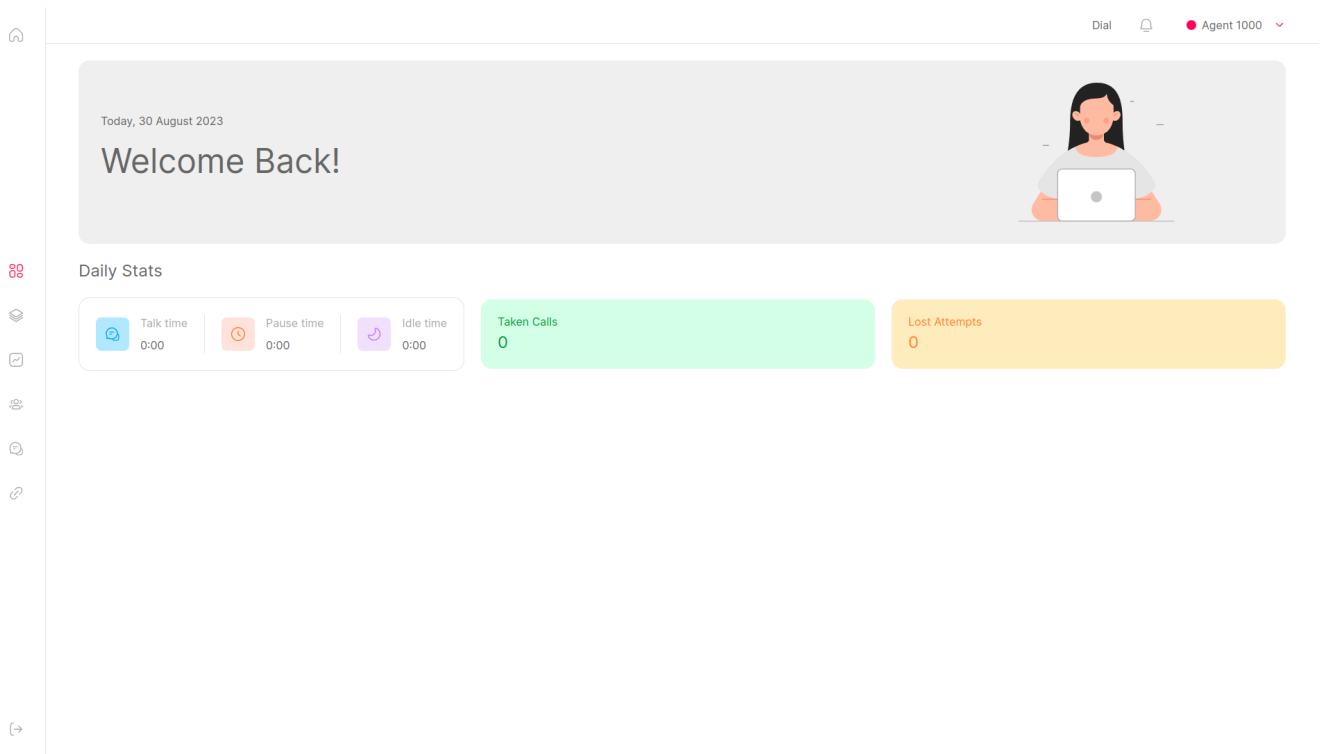 Dial
Agent 1000
Today, 30 August 2023
Welcome Back!
Daily Stats
Talk time
0:00
Pause time
0:00
Idle time
0:00
Taken Calls
0
Lost Attempts
0